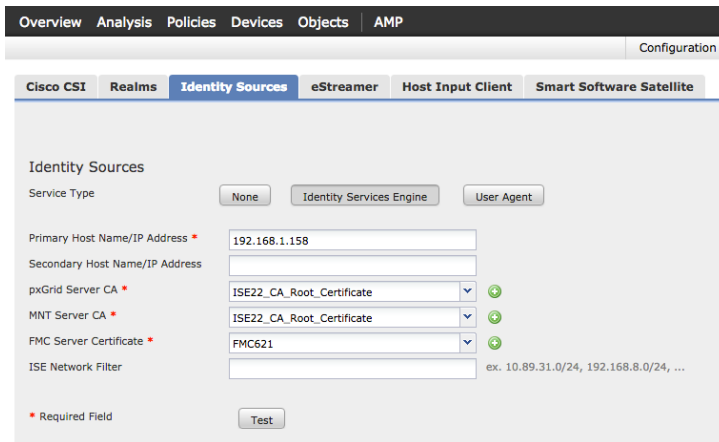 Overview Analysis Policies Devices Objects AMP
Configuration
Cisco CSI Realms Identity Sources eStreamer Host Input Client Smart Software Satellite
Identity Sources
Service Type None Identity Services Engine User Agent
Primary Host Name/IP Address * 192.168.1.158
Secondary Host Name/IP Address
pxGrid Server CA * ISE22_CA_Root_Certificate
MNT Server CA * ISE22_CA_Root_Certificate
FMC Server Certificate * FMC621
ISE Network Filter ex. 10.89.31.0/24, 192.168.8.0/24, ...
* Required Field Test